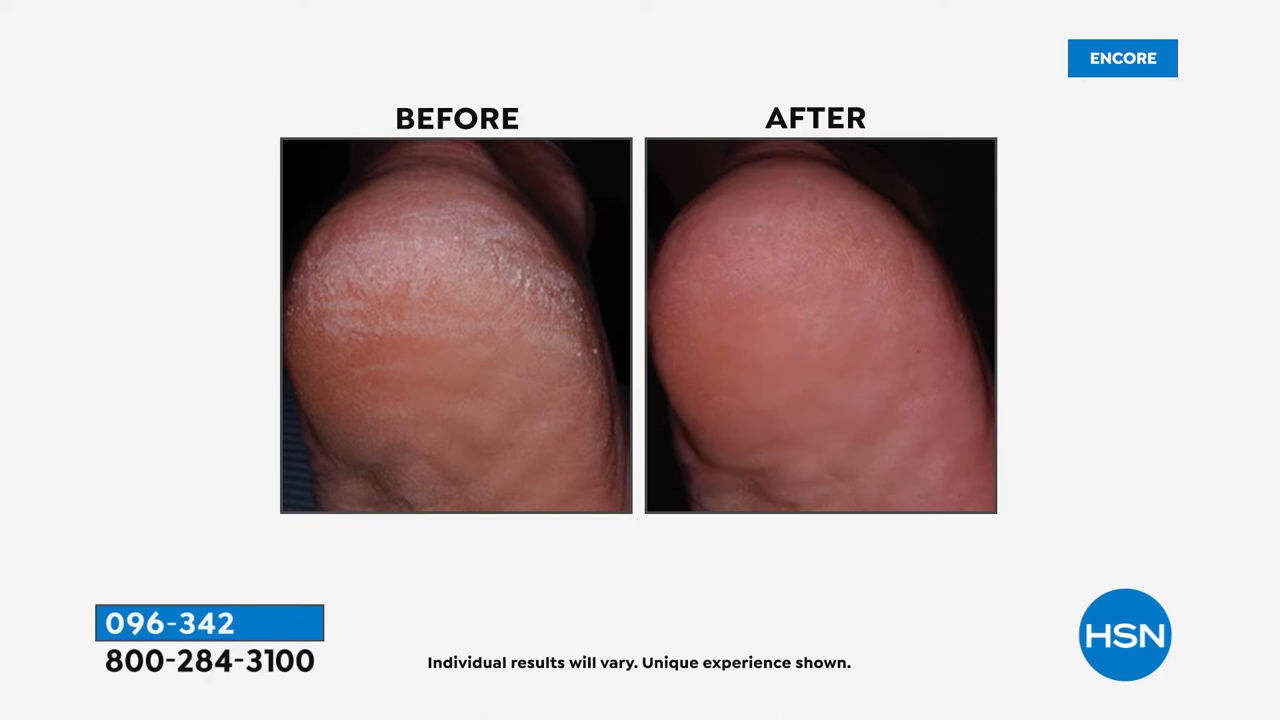 ENCORE
BEFORE
AFTER
096-342
800-284-3100
Individual results will vary. Unique experience shown.
HSN